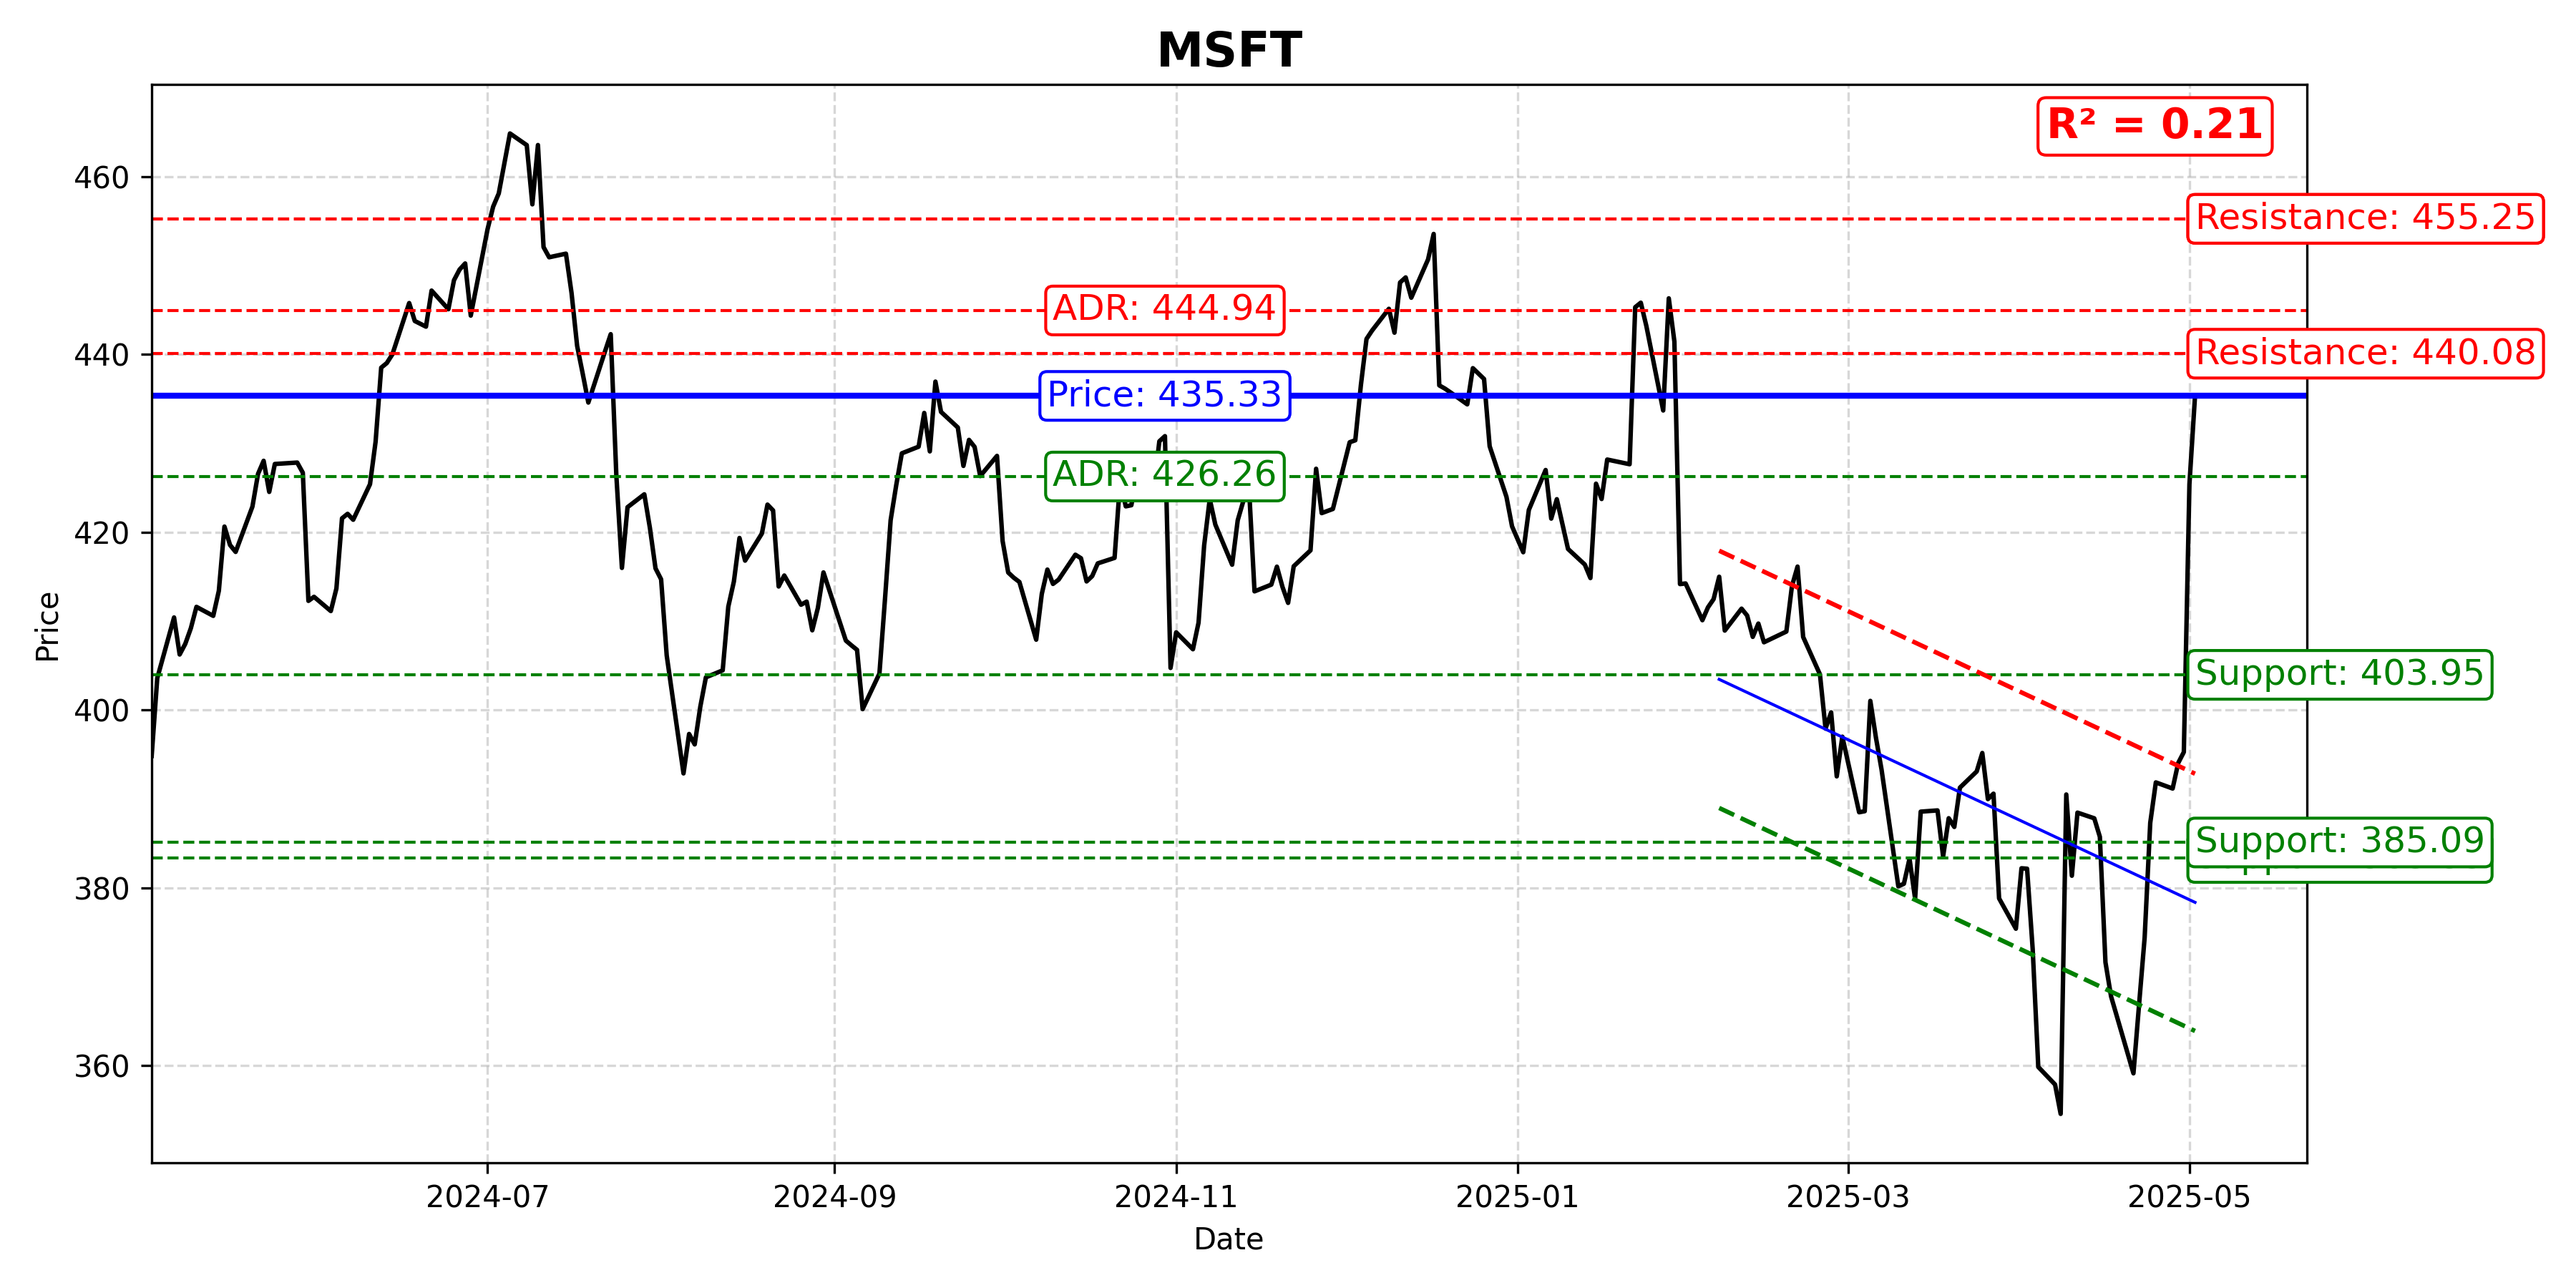 MSFT
R² = 0.21
460
Resistance: 455.25
ADR: 444.94
440
Resistance: 440.08
Price: 435.33
ADR: 426.26
420
Price
Support: 403.95
400
Support: 385.09
380
360
2024-07
2024-09
2024-11
2025-01
2025-03
2025-05
Date